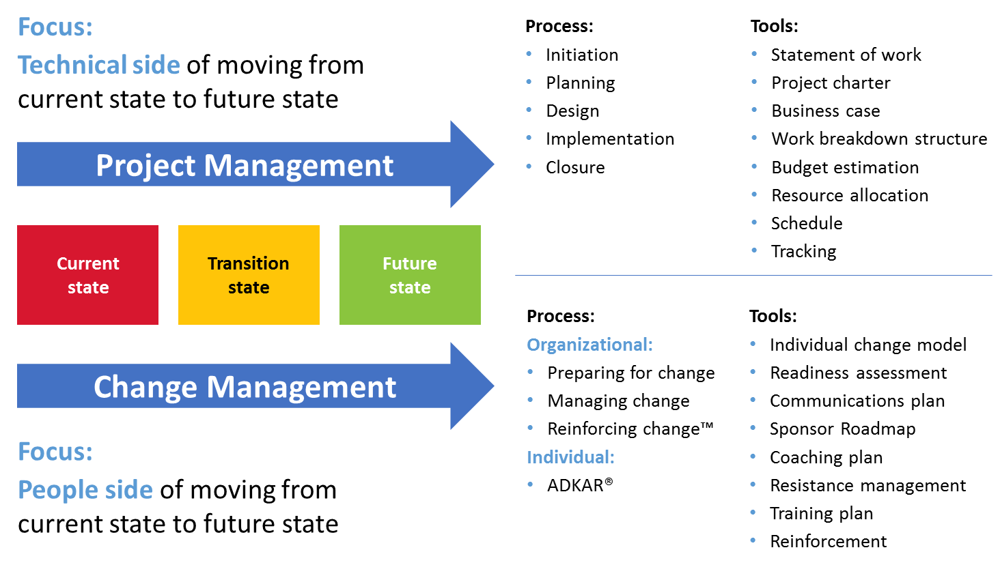 Focus:
Technical side of moving from
current state to future state
Project Management
Process:
• Initiation
• Planning
• Design
• Implementation
• Closure
Tools:
• Statement of work
• Project charter
• Business case
• Work breakdown structure
• Budget estimation
• Resource allocation
• Schedule
• Tracking
Current
state
Transition
state
Future
state
Change Management
Focus:
People side of moving from
current state to future state
Process:
Organizational:
• Preparing for change
• Managing change
• Reinforcing change™
Individual:
• ADKAR®
Tools:
• Individual change model
• Readiness assessment
• Communications plan
• Sponsor Roadmap
• Coaching plan
• Resistance management
• Training plan
• Reinforcement